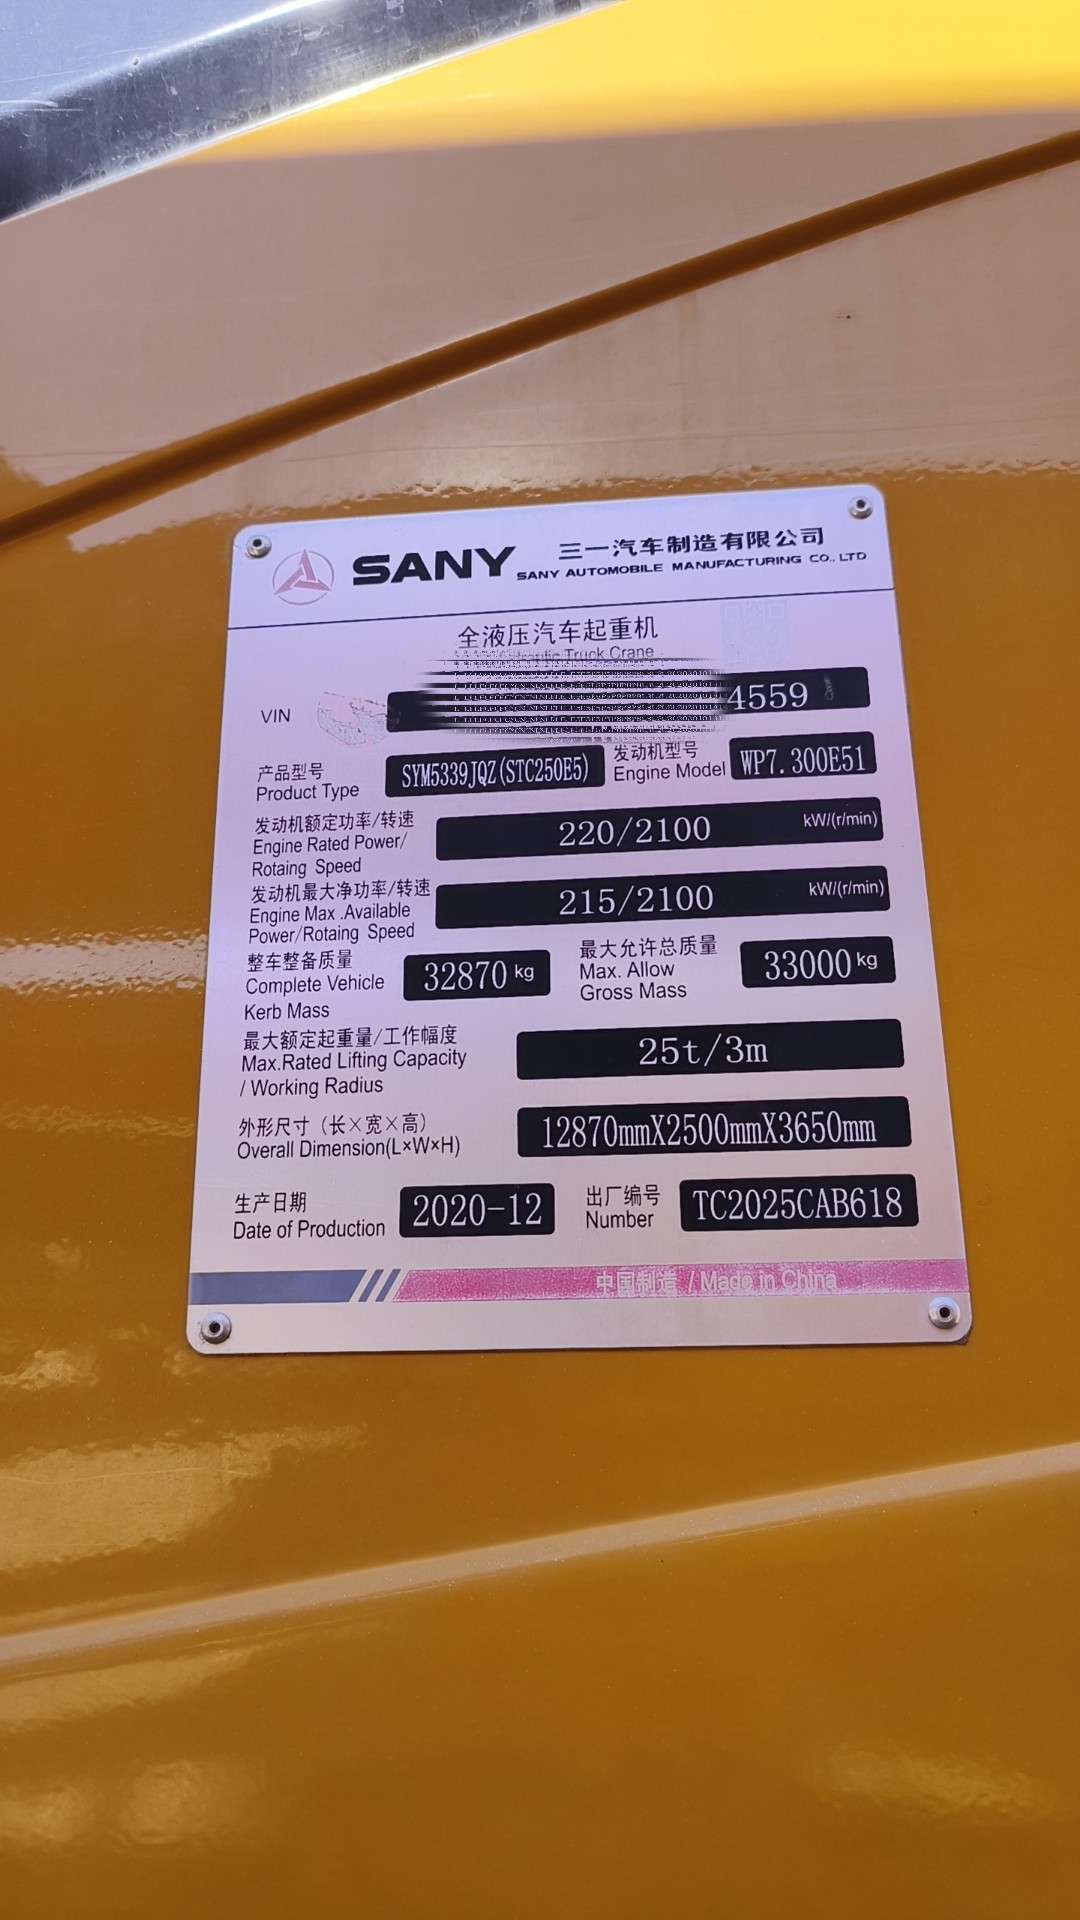 SANY 三一汽车制造有限公司
SANY AUTOMOBILE MANUFACTURING CO., LTD
全液压汽车起重机
Truck Crane
VIN 4559
产品型号 SYM5339JQZ(STC250E5) 发动机型号 WP7.300E51
Product Type Engine Model
发动机额定功率/转速 220/2100 kW/(r/min)
Engine Rated Power/
Rotaing Speed
发动机最大净功率/转速 215/2100 kW/(r/min)
Engine Max .Available
Power/Rotaing Speed
整车整备质量 32870 kg 最大允许总质量 33000 kg
Complete Vehicle Max. Allow
Kerb Mass Gross Mass
最大额定起重量/工作幅度 25t/3m
Max.Rated Lifting Capacity
/ Working Radius
外形尺寸（长×宽×高） 12870mmX2500mmX3650mm
Overall Dimension(L×W×H)
生产日期 2020-12 出厂编号 TC2025CAB618
Date of Production Number
中国制造 / Made in China